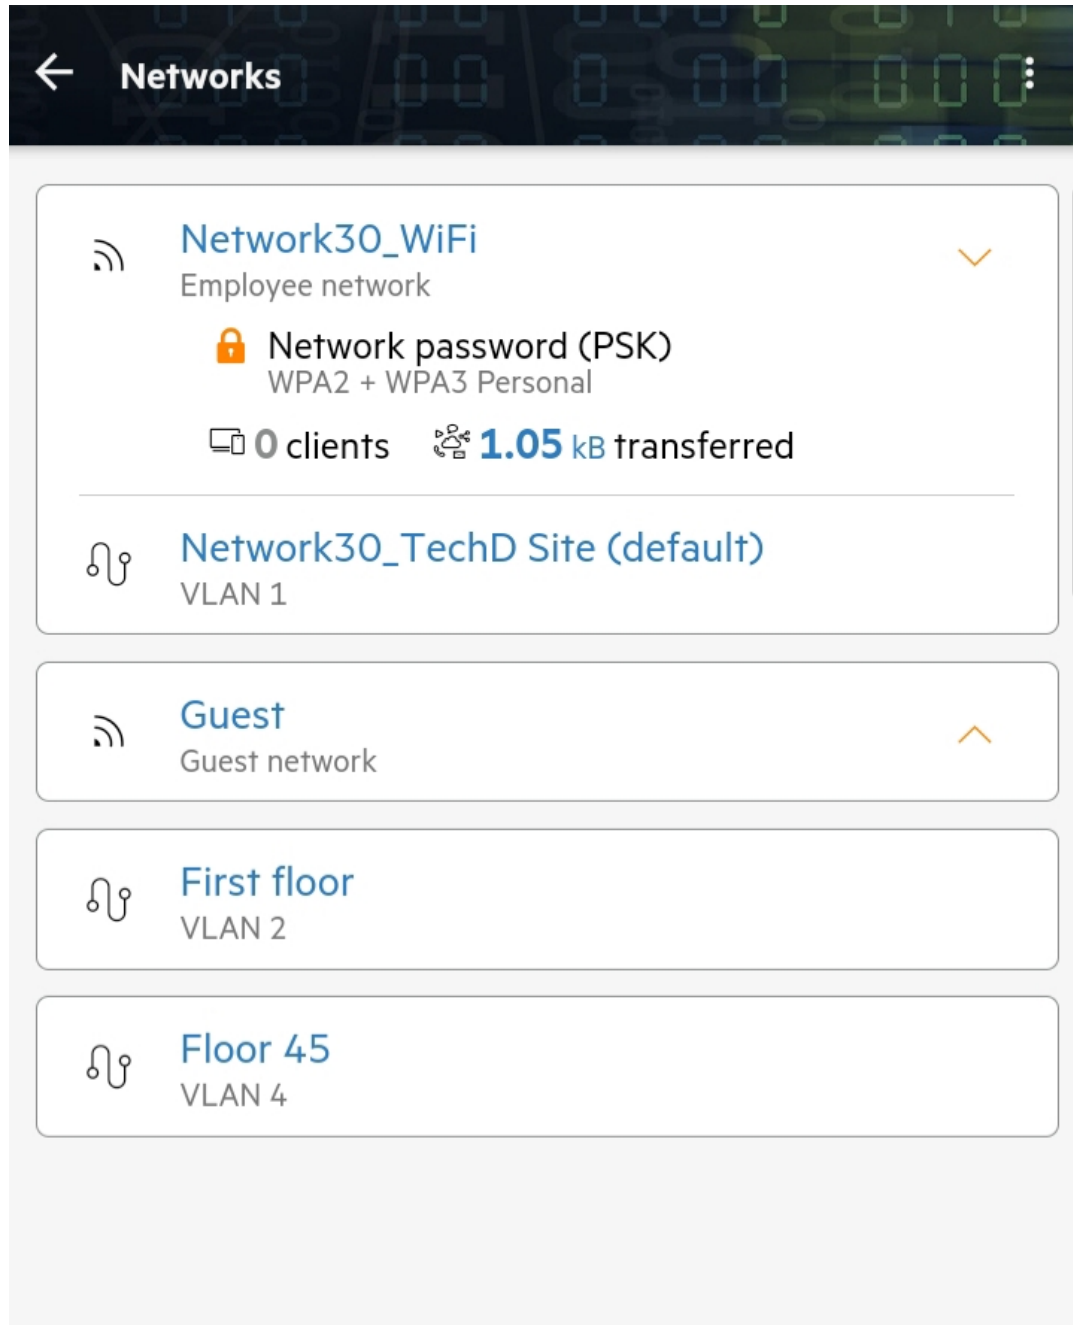 Networks
Network30_WiFi
Employee network
Network password (PSK)
WPA2 + WPA3 Personal
0 clients 1.05 kB transferred
Network30_TechD Site (default)
VLAN 1
Guest
Guest network
First floor
VLAN 2
Floor 45
VLAN 4